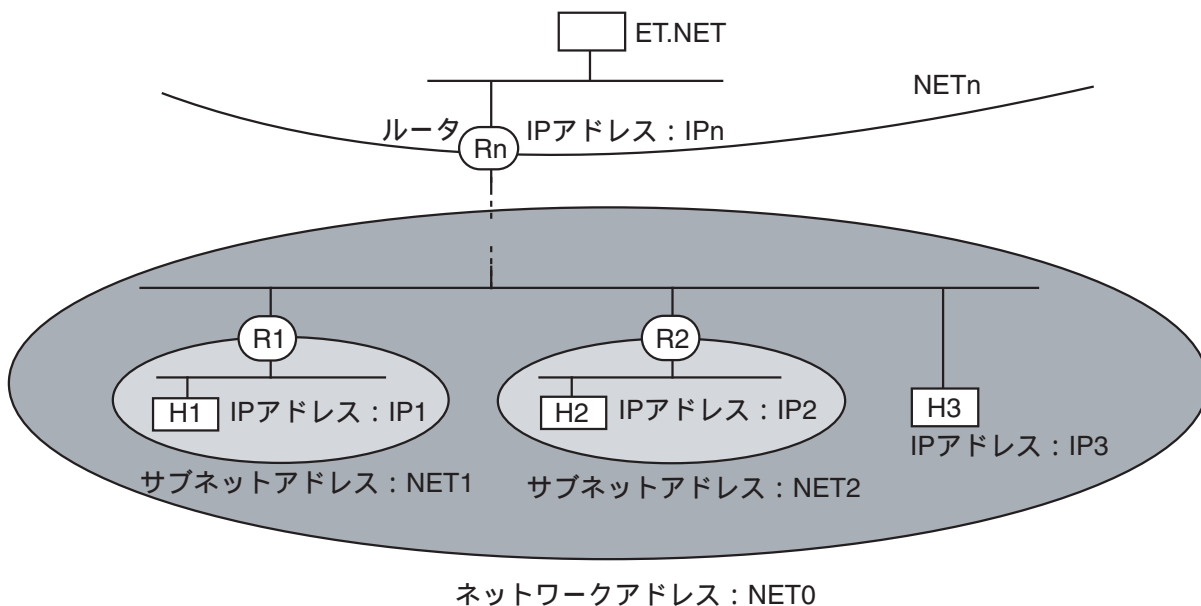 ET.NET
NETn
ルータ
Rn
IPアドレス：IPn
R1
R2
H1
IPアドレス：IP1
H2
IPアドレス：IP2
H3
IPアドレス：IP3
サブネットアドレス：NET1
サブネットアドレス：NET2
ネットワークアドレス：NET0